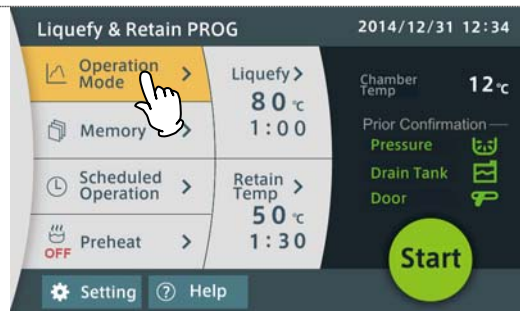 Liquefy & Retain PROG
2014/12/31 12:34
Operation
Mode >
Memory >
Scheduled
Operation >
OFF Preheat >
Liquefy >
80 ℃
1:00
Retain
Temp >
50 ℃
1:30
Chamber
Temp 12℃
Prior Confirmation
Pressure
Drain Tank
Door
Start
Setting
? Help